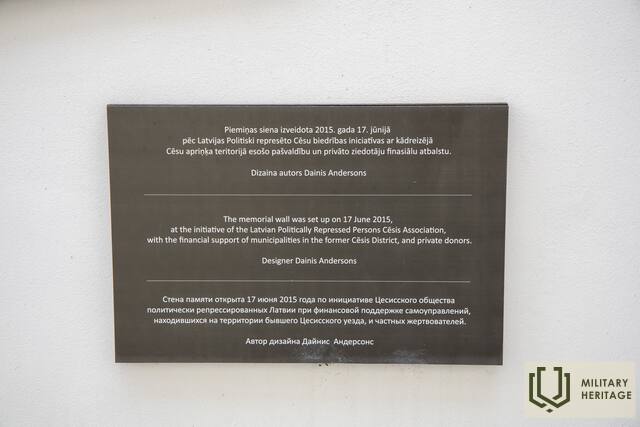 Piemiņas siena izveidota 2015. gada 17. jūnijā
pēc Latvijas Politiski represēto Cēsu biedrības iniciatīvas ar kādreizējā
Cēsu apriņķa teritorijā esošo pašvaldību un privāto ziedotāju finasiālu atbalstu.
Dizaina autors Dainis Andersons
The memorial wall was set up on 17 June 2015,
at the initiative of the Latvian Politically Repressed Persons Cēsis Association,
with the financial support of municipalities in the former Cēsis District, and private donors.
Designer Dainis Andersons
Стена памяти открыта 17 июня 2015 года по инициативе Цесисского общества
политически репрессированных Латвии при финансовой поддержке самоуправлений,
находившихся на территории бывшего Цесисского уезда, и частных жертвователей.
Автор дизайна Дайнис Андерсонс
MILITARY
HERITAGE